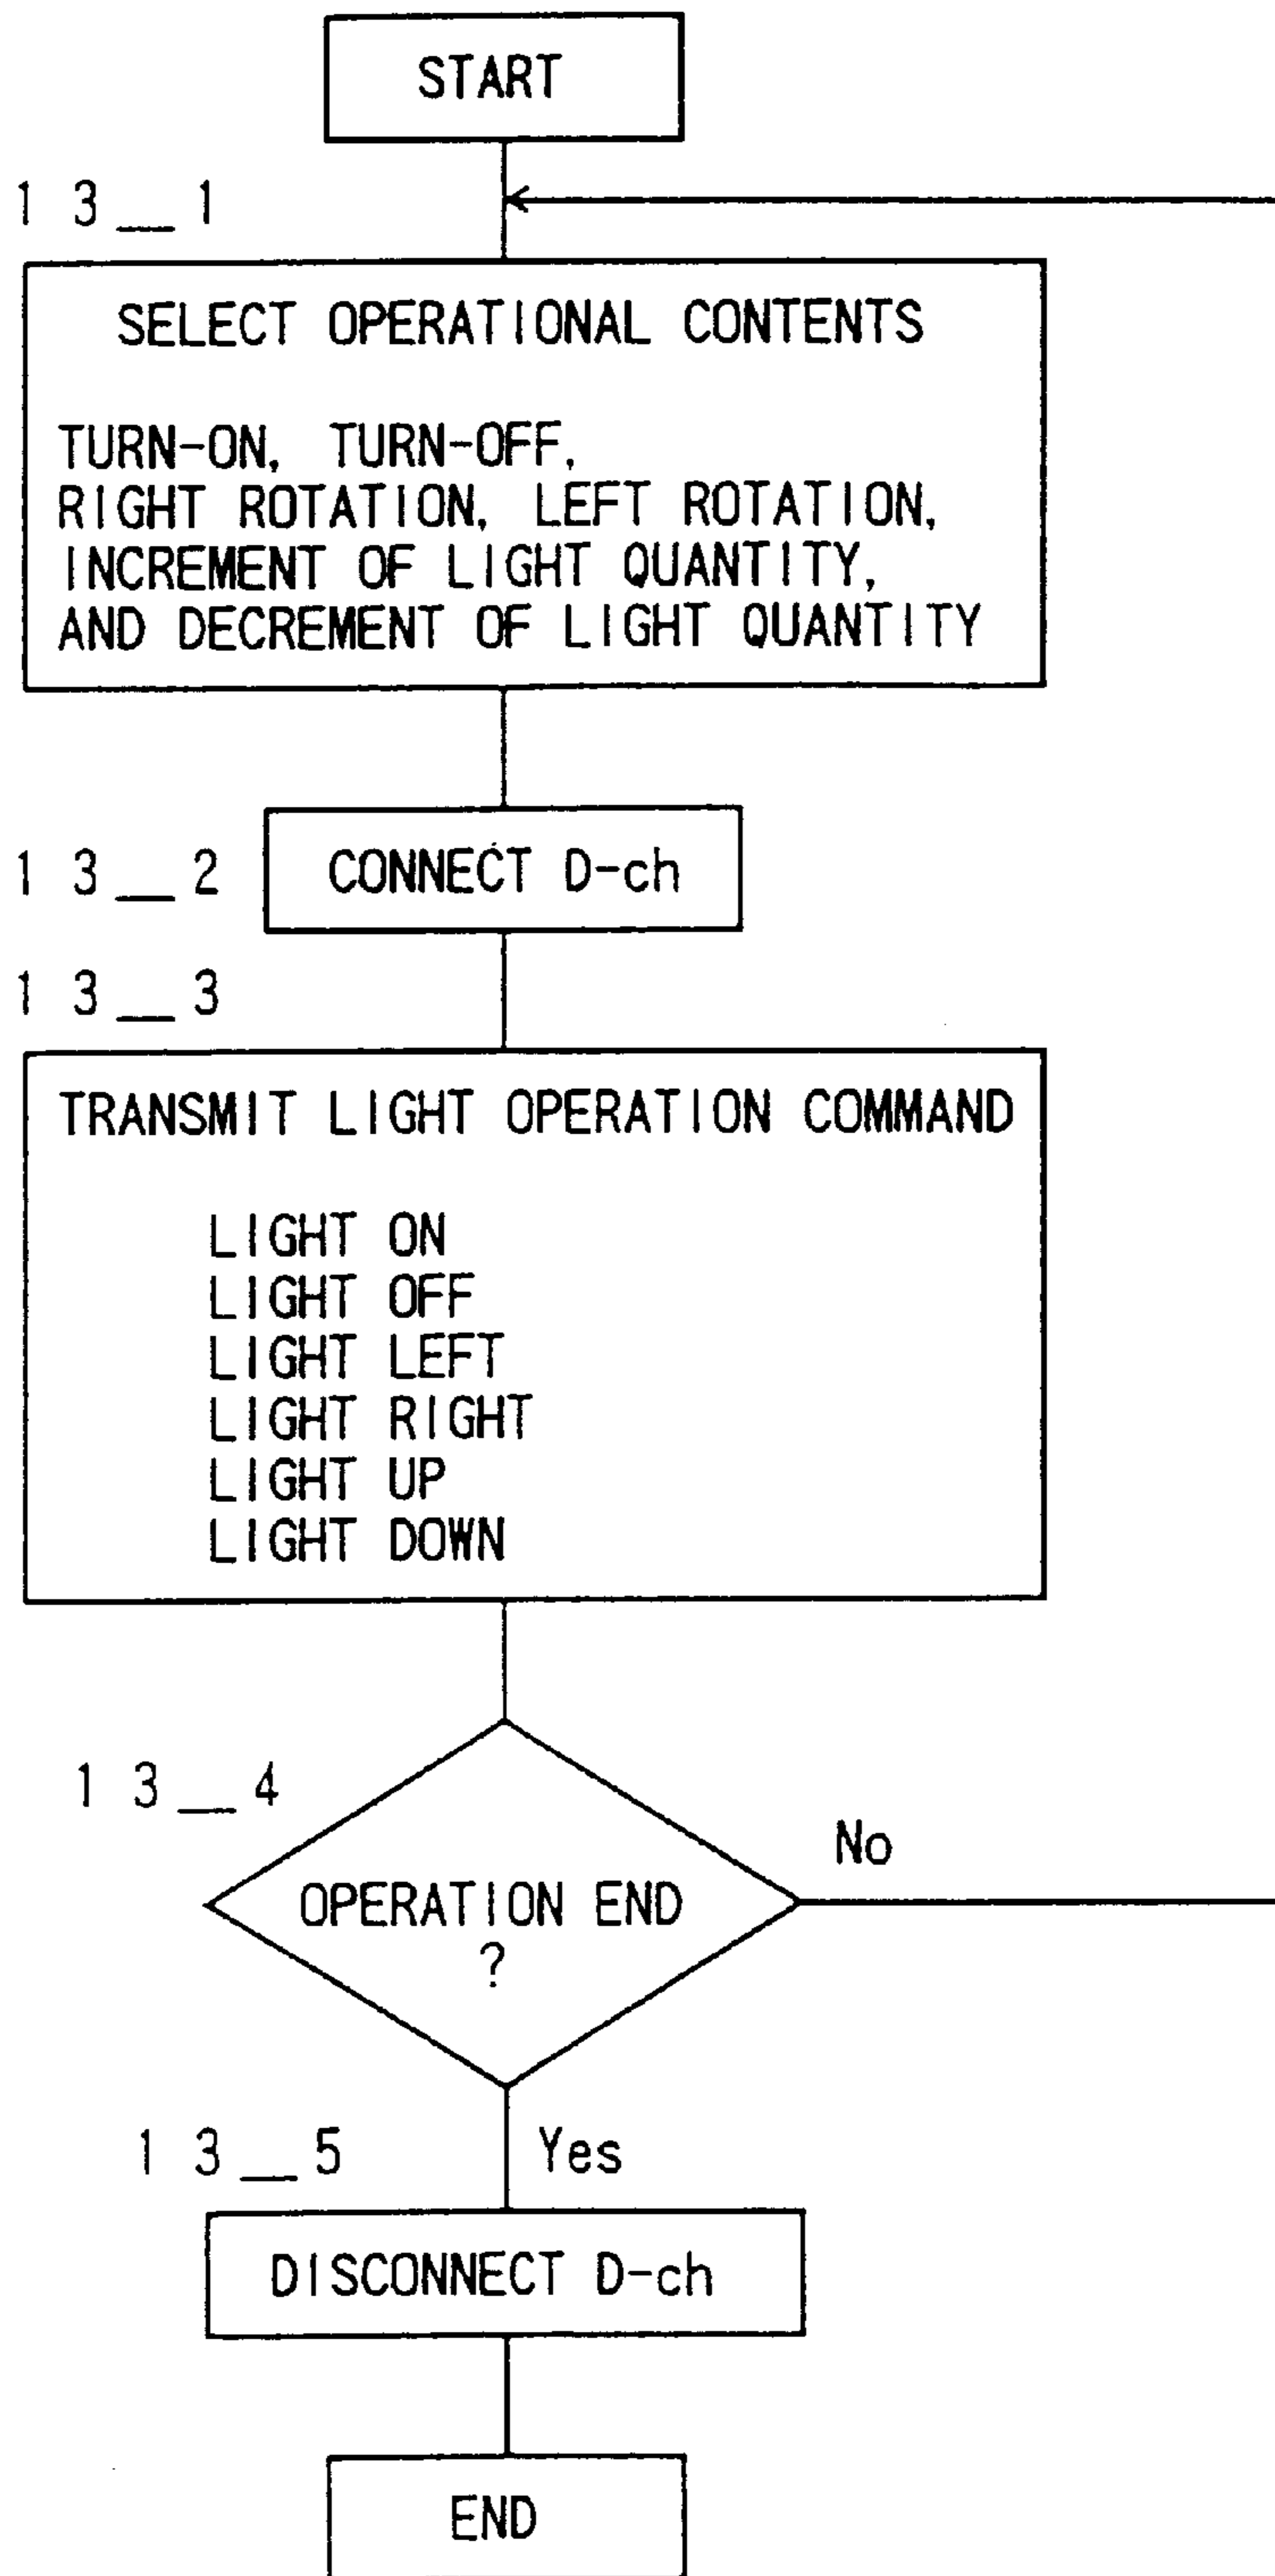 START
13_1
SELECT OPERATIONAL CONTENTS
TURN-ON, TURN-OFF,
RIGHT ROTATION, LEFT ROTATION,
INCREMENT OF LIGHT QUANTITY,
AND DECREMENT OF LIGHT QUANTITY
13_2
CONNECT D-ch
13_3
TRANSMIT LIGHT OPERATION COMMAND
LIGHT ON
LIGHT OFF
LIGHT LEFT
LIGHT RIGHT
LIGHT UP
LIGHT DOWN
13_4
OPERATION END
?
No
13_5
Yes
DISCONNECT D-ch
END